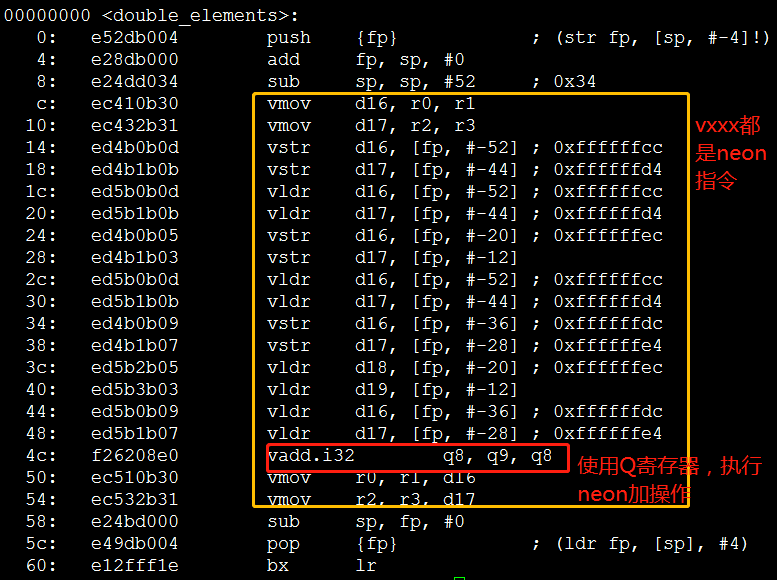 00000000 <double_elements>:
0: e52db004 push {fp} ; (str fp, [sp, #-4]!)
4: e28db000 add fp, sp, #0
8: e24dd034 sub sp, sp, #52 ; 0x34
c: ec410b30 vmov d16, r0, r1
10: ec432b31 vmov d17, r2, r3
14: ed4b0b0d vstr d16, [fp, #-52] ; 0xffffffcc
18: ed4b1b0b vstr d17, [fp, #-44] ; 0xffffffd4
1c: ed5b0b0d vldr d16, [fp, #-52] ; 0xffffffcc
20: ed5b1b0b vldr d17, [fp, #-44] ; 0xffffffd4
24: ed4b0b05 vstr d16, [fp, #-20] ; 0xffffffec
28: ed4b1b03 vstr d17, [fp, #-12]
2c: ed5b0b0d vldr d16, [fp, #-52] ; 0xffffffcc
30: ed5b1b0b vldr d17, [fp, #-44] ; 0xffffffd4
34: ed4b0b09 vstr d16, [fp, #-36] ; 0xffffffdc
38: ed4b1b07 vstr d17, [fp, #-28] ; 0xffffffe4
3c: ed5b2b05 vldr d18, [fp, #-20] ; 0xffffffec
40: ed5b3b03 vldr d19, [fp, #-12]
44: ed5b0b09 vldr d16, [fp, #-36] ; 0xffffffdc
48: ed5b1b07 vldr d17, [fp, #-28] ; 0xffffffe4
4c: f26208e0 vadd.i32 q8, q9, q8
50: ec510b30 vmov r0, r1, d16
54: ec532b31 vmov r2, r3, d17
58: e24bd000 sub sp, fp, #0
5c: e49db004 pop {fp} ; (ldr fp, [sp], #4)
60: e12fff1e bx lr
vxxx都
是neon
指令
使用Q寄存器，执行
neon加操作